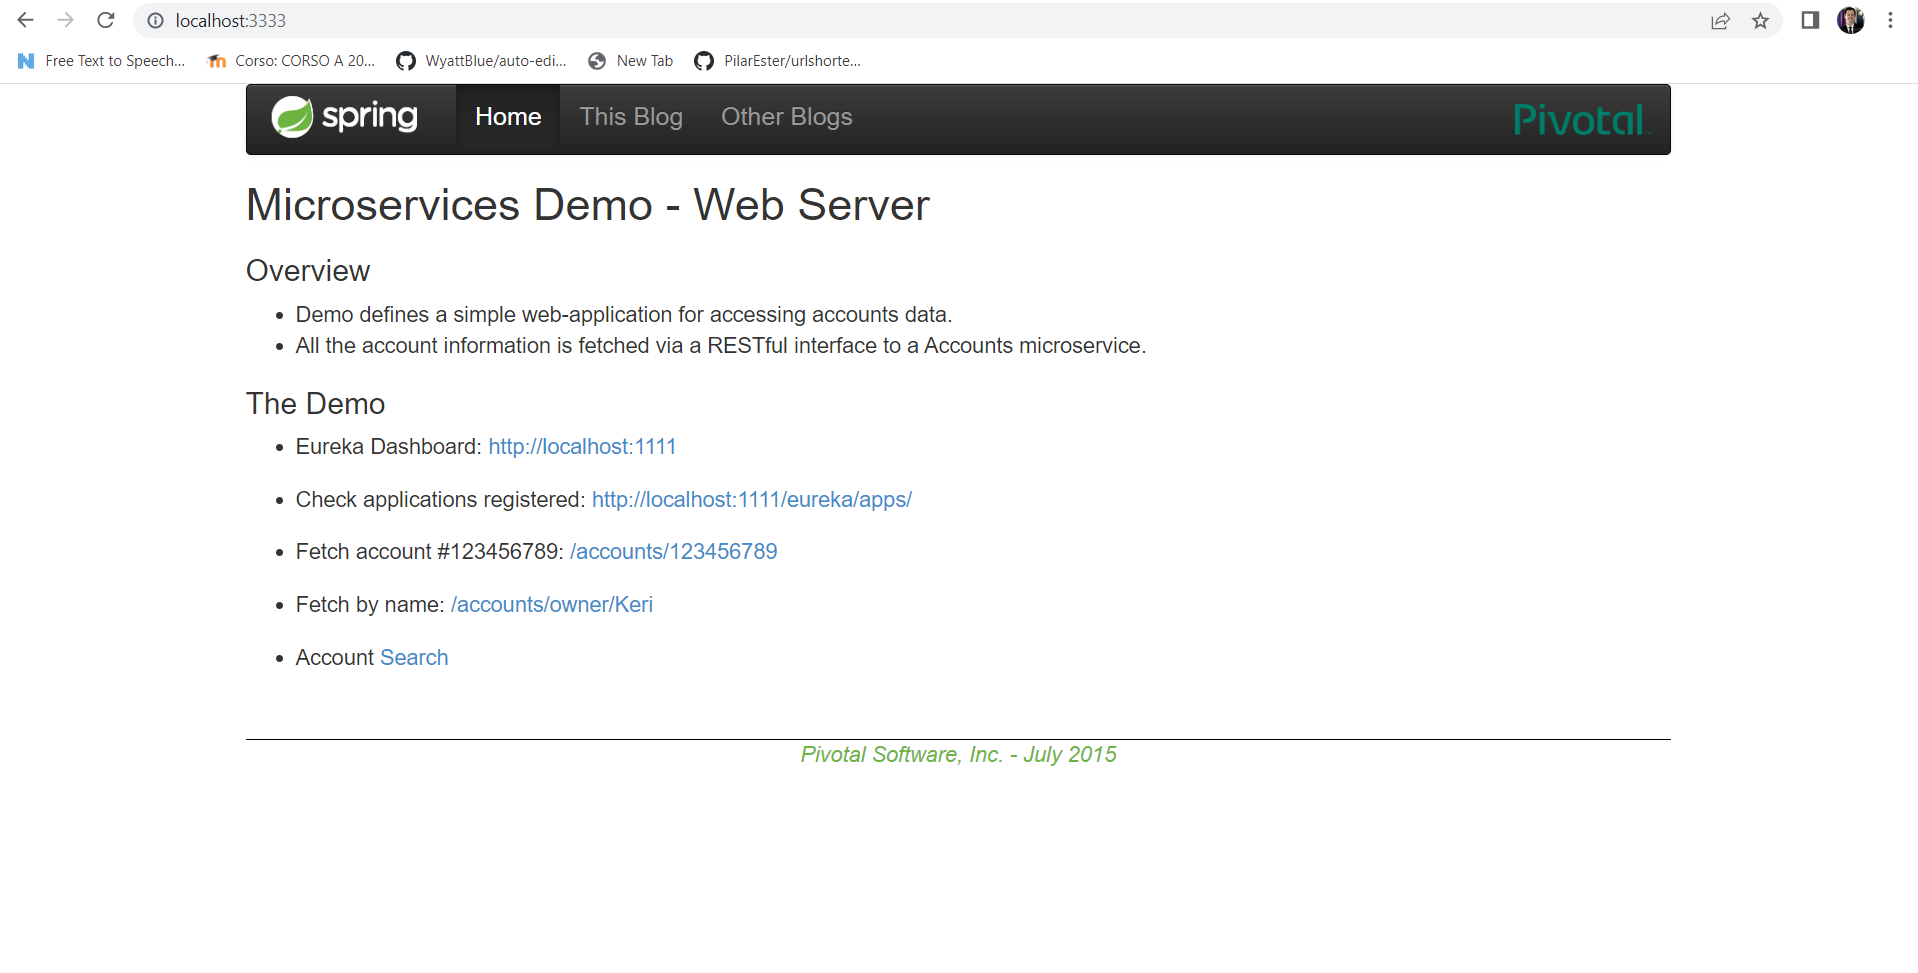 localhost:3333
Free Text to Speech... Corso: CORSO A 20... WyattBlue/auto-edi... New Tab PilarEster/urlshorte...
spring Home This Blog Other Blogs Pivotal™
Microservices Demo - Web Server
Overview
• Demo defines a simple web-application for accessing accounts data.
• All the account information is fetched via a RESTful interface to a Accounts microservice.
The Demo
• Eureka Dashboard: http://localhost:1111
• Check applications registered: http://localhost:1111/eureka/apps/
• Fetch account #123456789: /accounts/123456789
• Fetch by name: /accounts/owner/Keri
• Account Search
Pivotal Software, Inc. - July 2015